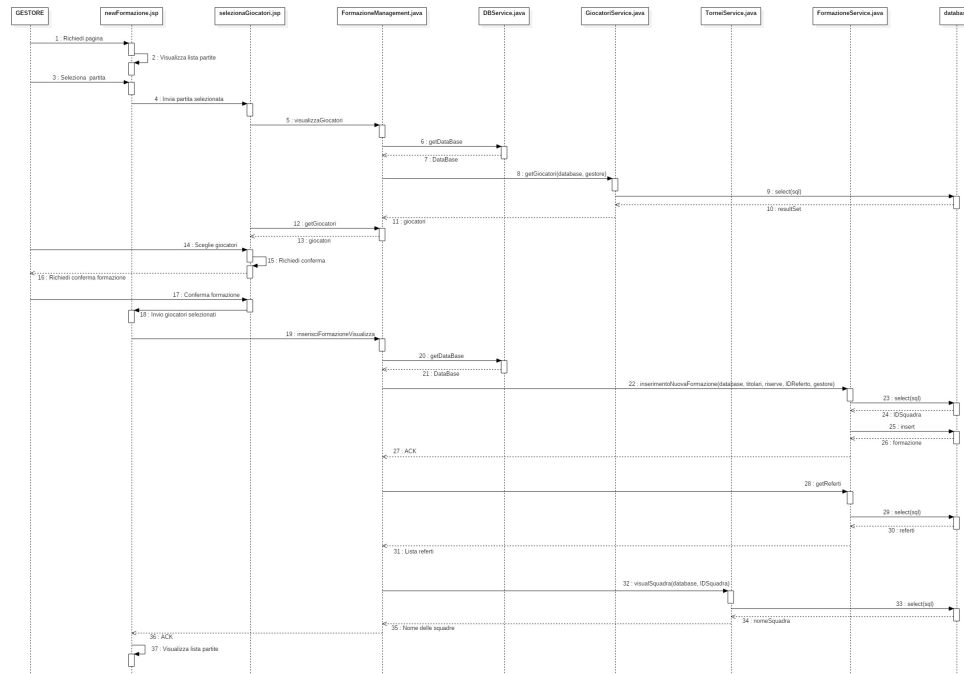 GESTORE
newFormazione.jsp
selezionaGiocatori.jsp
FormazioneManagement.java
DBService.java
GiocatoriService.java
TorneiService.java
FormazioneService.java
databas
1 : Richiedi pagina
2 : Visualizza lista partite
3 : Seleziona partita
4 : Invia partita selezionata
5 : visualizzaGiocatori
6 : getDataBase
7 : DataBase
8 : getGiocatori(database, gestore)
9 : select(sql)
10 : resultSet
11 : giocatori
12 : getGiocatori
13 : giocatori
14 : Sceglie giocatori
15 : Richiedi conferma
16 : Richiedi conferma formazione
17 : Conferma formazione
18 : Invio giocatori selezionati
19 : inserisciFormazioneVisualizza
20 : getDataBase
21 : DataBase
22 : inserimentoNuovaFormazione(database, titolari, riserve, IDReferto, gestore)
23 : select(sql)
24 : IDSquadra
25 : insert
26 : formazione
27 : ACK
28 : getReferti
29 : select(sql)
30 : referti
31 : Lista referti
32 : visualSquadra(database, IDSquadra)
33 : select(sql)
34 : nomeSquadra
35 : Nome delle squadre
36 : ACK
37 : Visualizza lista partite